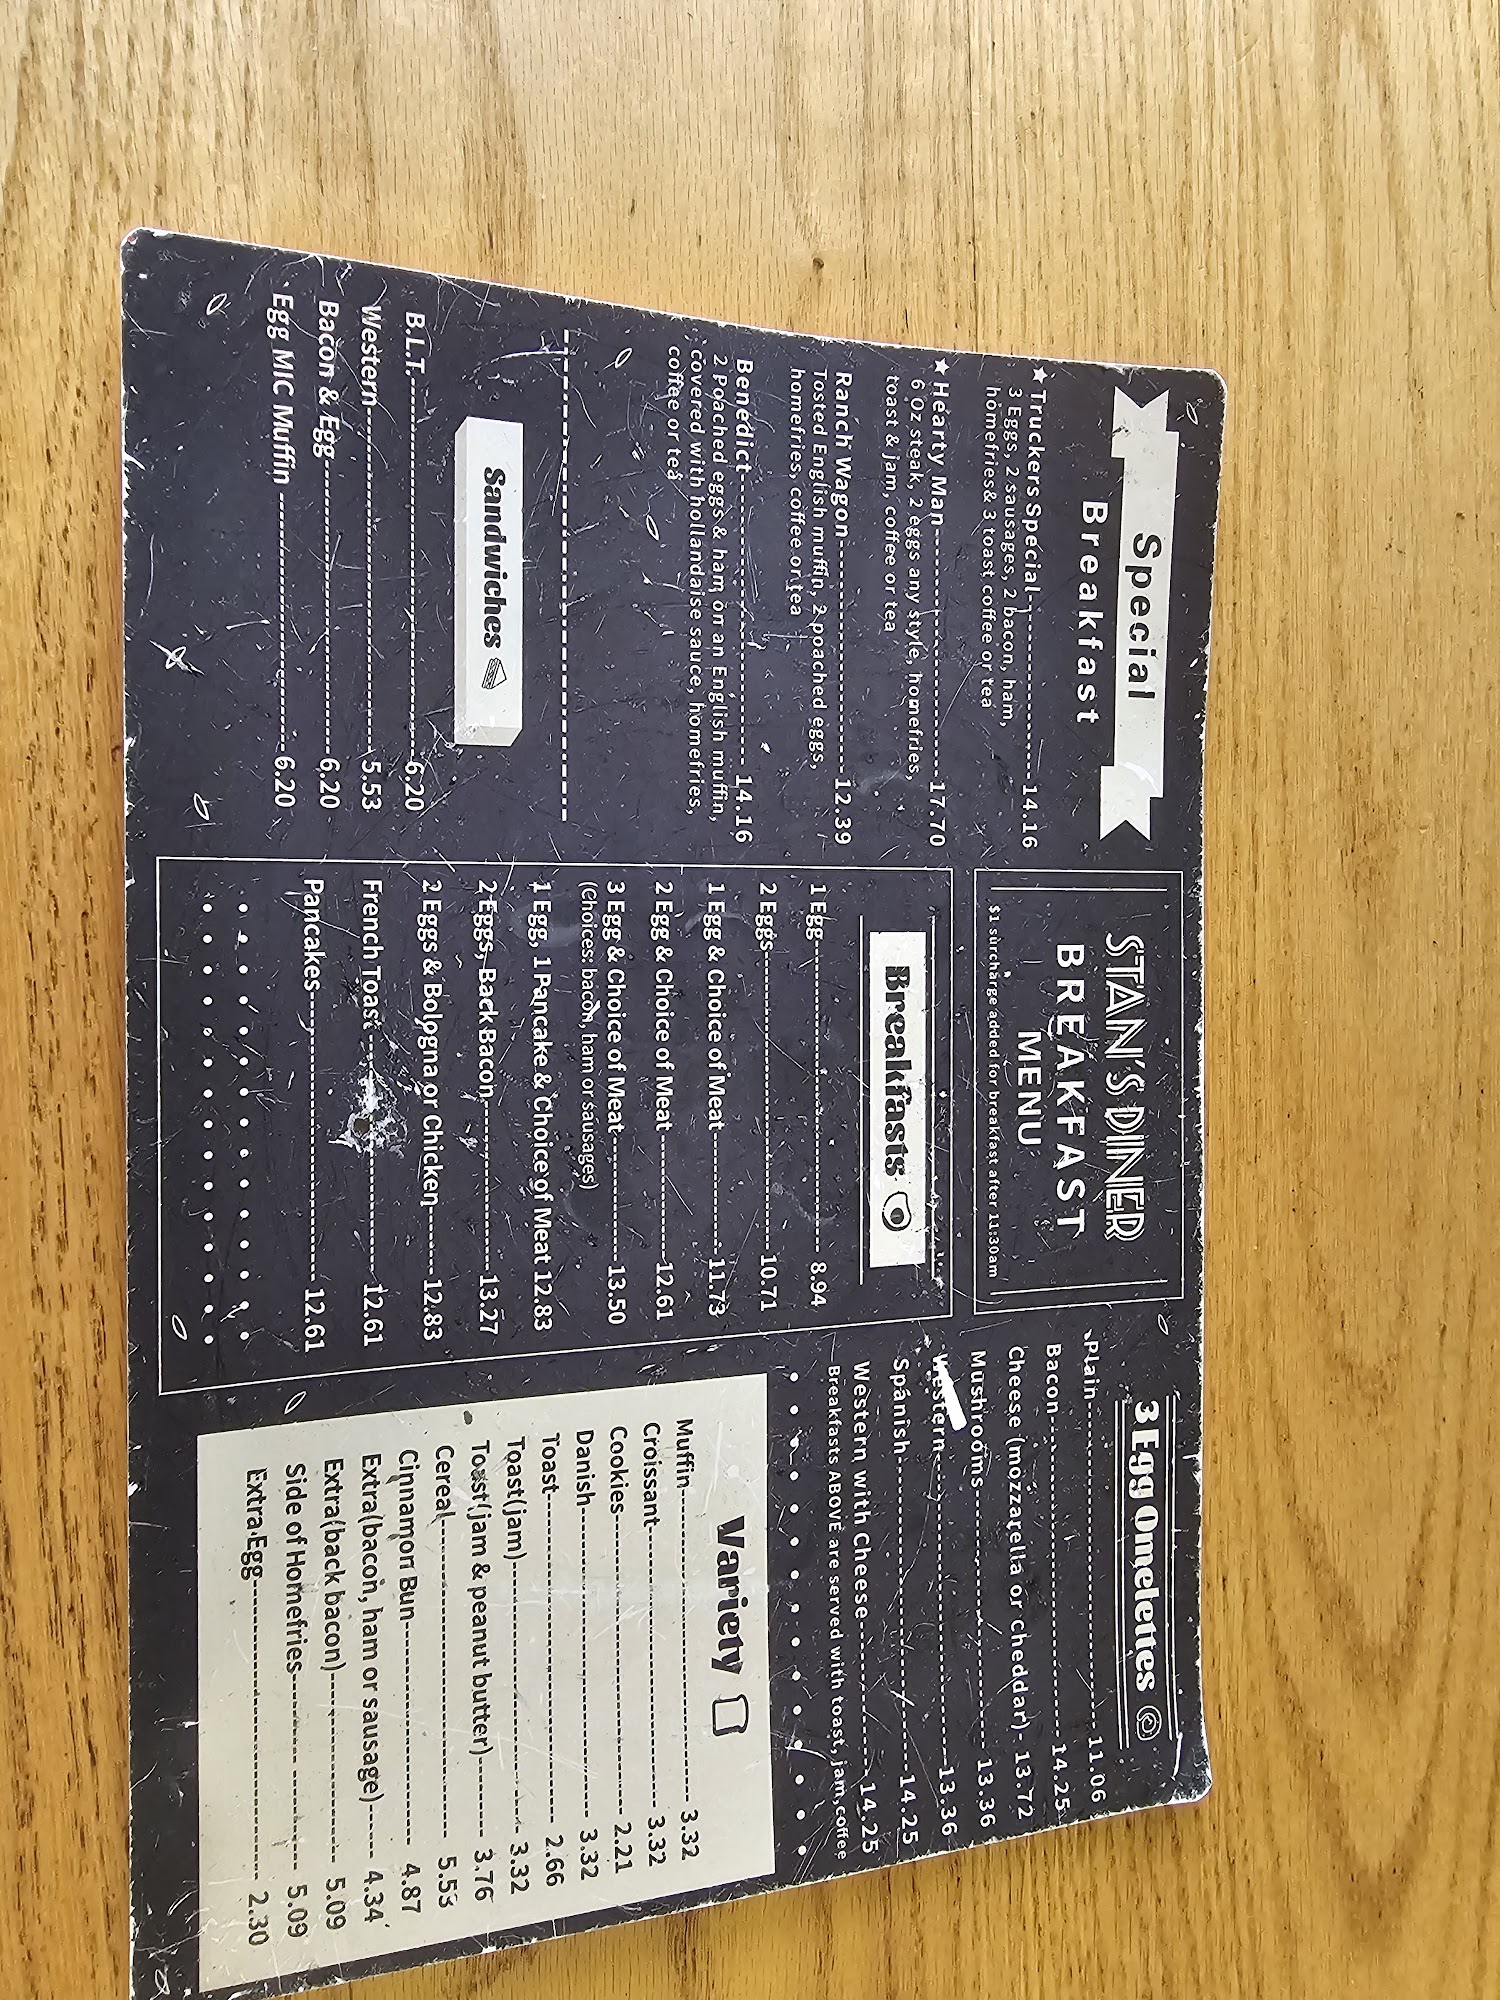 Special
Breakfast
★Truckers Special 14.16
3 Eggs, 2 sausages, 2 bacon, ham,
homefries& 3 toast coffee or tea
★Hearty Man 17.70
6 Oz steak, 2 eggs any style, homefries,
toast & jam, coffee or tea
Ranch Wagon 12.39
Tosted English muffin, 2 poached eggs,
homefries, coffee or tea
Benedict 14.16
2 Poached eggs & ham on an English muffin,
covered with hollandaise sauce, homefries,
coffee or tea
Sandwiches
B.L.T. 6.20
Western 5.53
Bacon & Egg 6.20
Egg MIC Muffin 6.20
STAN'S DINER
BREAKFAST
MENU
$1 surcharge added for breakfast after 11:30am
Breakfasts
1 Egg 8.94
2 Eggs 10.71
1 Egg & Choice of Meat 11.73
2 Egg & Choice of Meat 12.61
3 Egg & Choice of Meat 13.50
(Choices: bacon, ham or sausages)
1 Egg, 1 Pancake & Choice of Meat 12.83
2 Eggs, Back Bacon 13.27
2 Eggs & Bologna or Chicken 12.83
French Toast 12.61
Pancakes 12.61
3 Egg Omelettes
Plain 11.06
Bacon 14.25
Cheese (mozzarella or cheddar) - 13.72
Mushrooms 13.36
Western 13.36
Spanish 14.25
Western with Cheese 14.25
Breakfasts ABOVE are served with toast, jam, coffee
Variety
Muffin 3.32
Croissant 3.32
Cookies 2.21
Danish 3.32
Toast 2.66
Toast(jam) 3.32
Toast(jam & peanut butter) 3.76
Cereal 5.53
Cinnamon Bun 4.87
Extra(bacon, ham or sausage) 4.34
Extra(back bacon) 5.09
Side of Homefries 5.09
Extra Egg 2.30